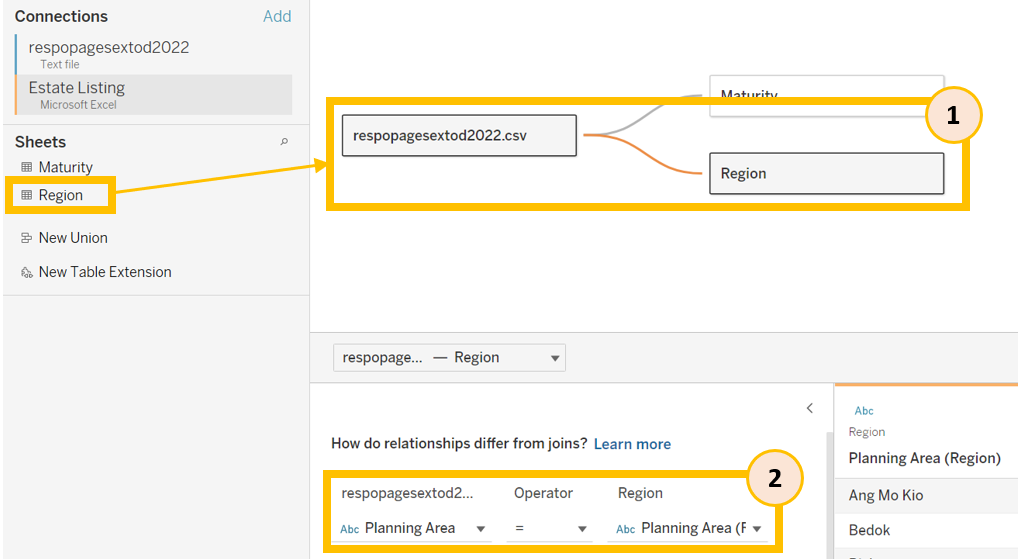 Connections Add
respopagesextod2022
Text file
Estate Listing
Microsoft Excel
Sheets
Maturity
Region
New Union
New Table Extension
Maturity
1
respopagesextod2022.csv
Region
respopage... — Region
How do relationships differ from joins? Learn more
2
respopagesextod2... Operator Region
Abc Planning Area = Abc Planning Area (F
Abc
Region
Planning Area (Region)
Ang Mo Kio
Bedok